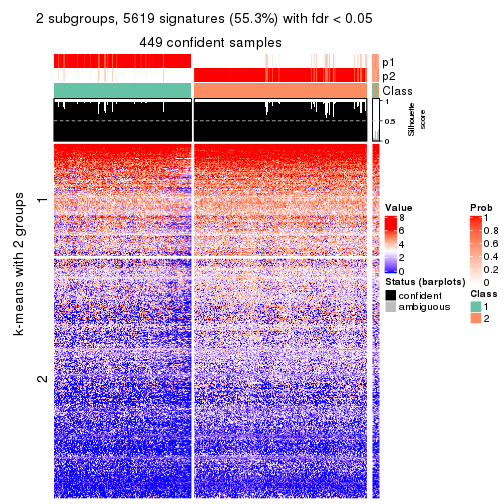 2 subgroups, 5619 signatures (55.3%) with fdr < 0.05
449 confident samples
p1
p2
Class
1
0.5
0
Silhouette
score
k-means with 2 groups
1
2
Value
8
6
4
2
0
Status (barplots)
confident
ambiguous
Prob
1
0.8
0.6
0.4
0.2
0
Class
1
2